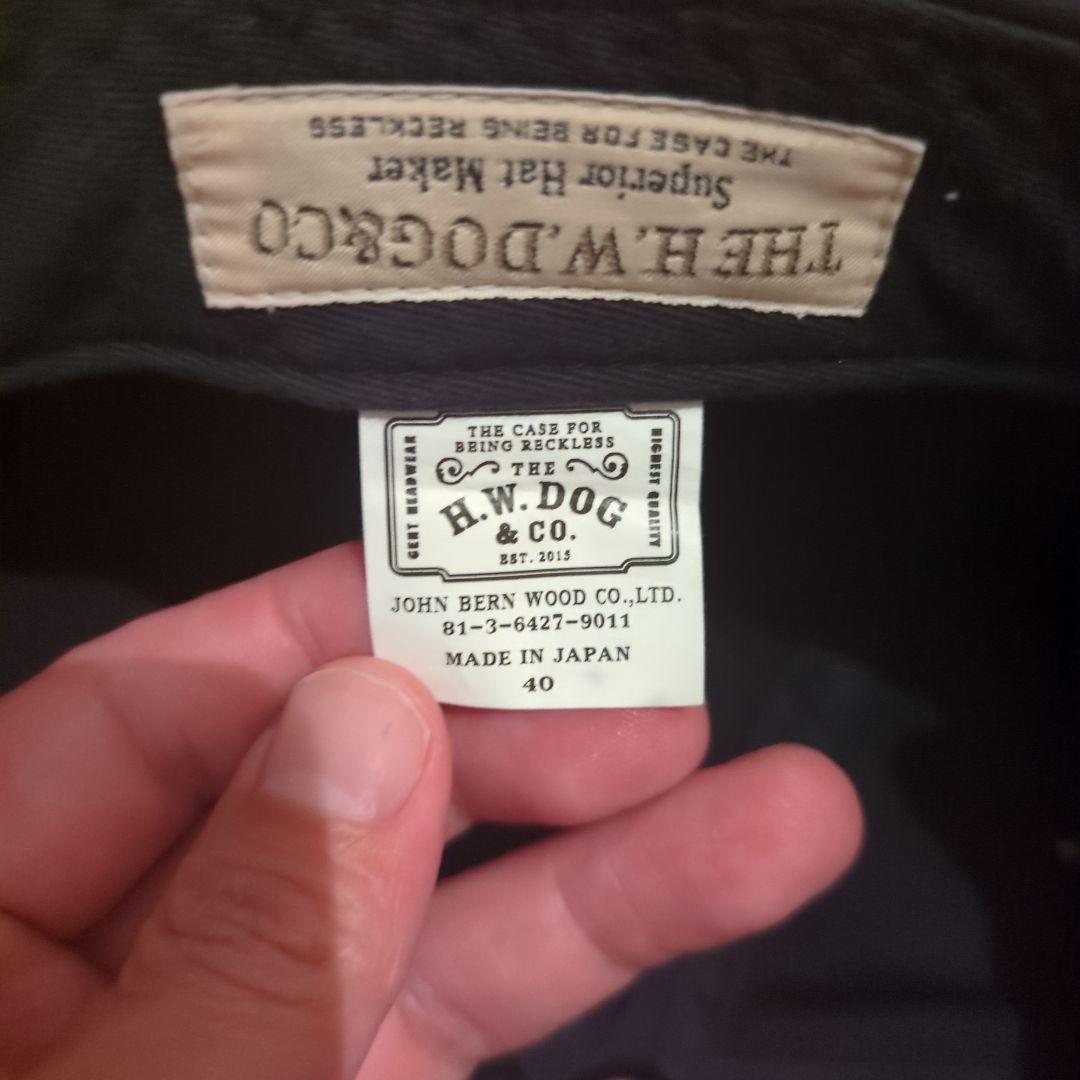 THE H.W.DOG&CO
Superior Hat Maker
THE CASE FOR BEING RECKLESS
THE CASE FOR
BEING RECKLESS
THE
H.W. DOG
& CO.
EST. 2015
GENT HEADWEAR
HIGHEST QUALITY
JOHN BERN WOOD CO.,LTD.
81-3-6427-9011
MADE IN JAPAN
40